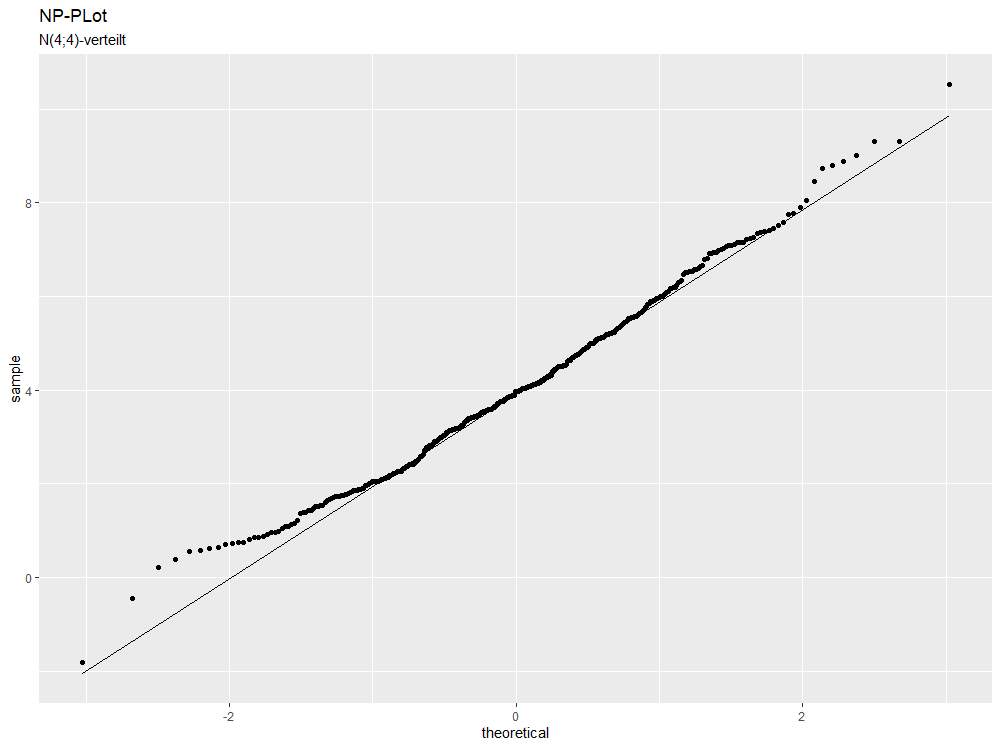 NP-PLot
N(4;4)-verteilt
8
4
0
sample
-2
0
2
theoretical